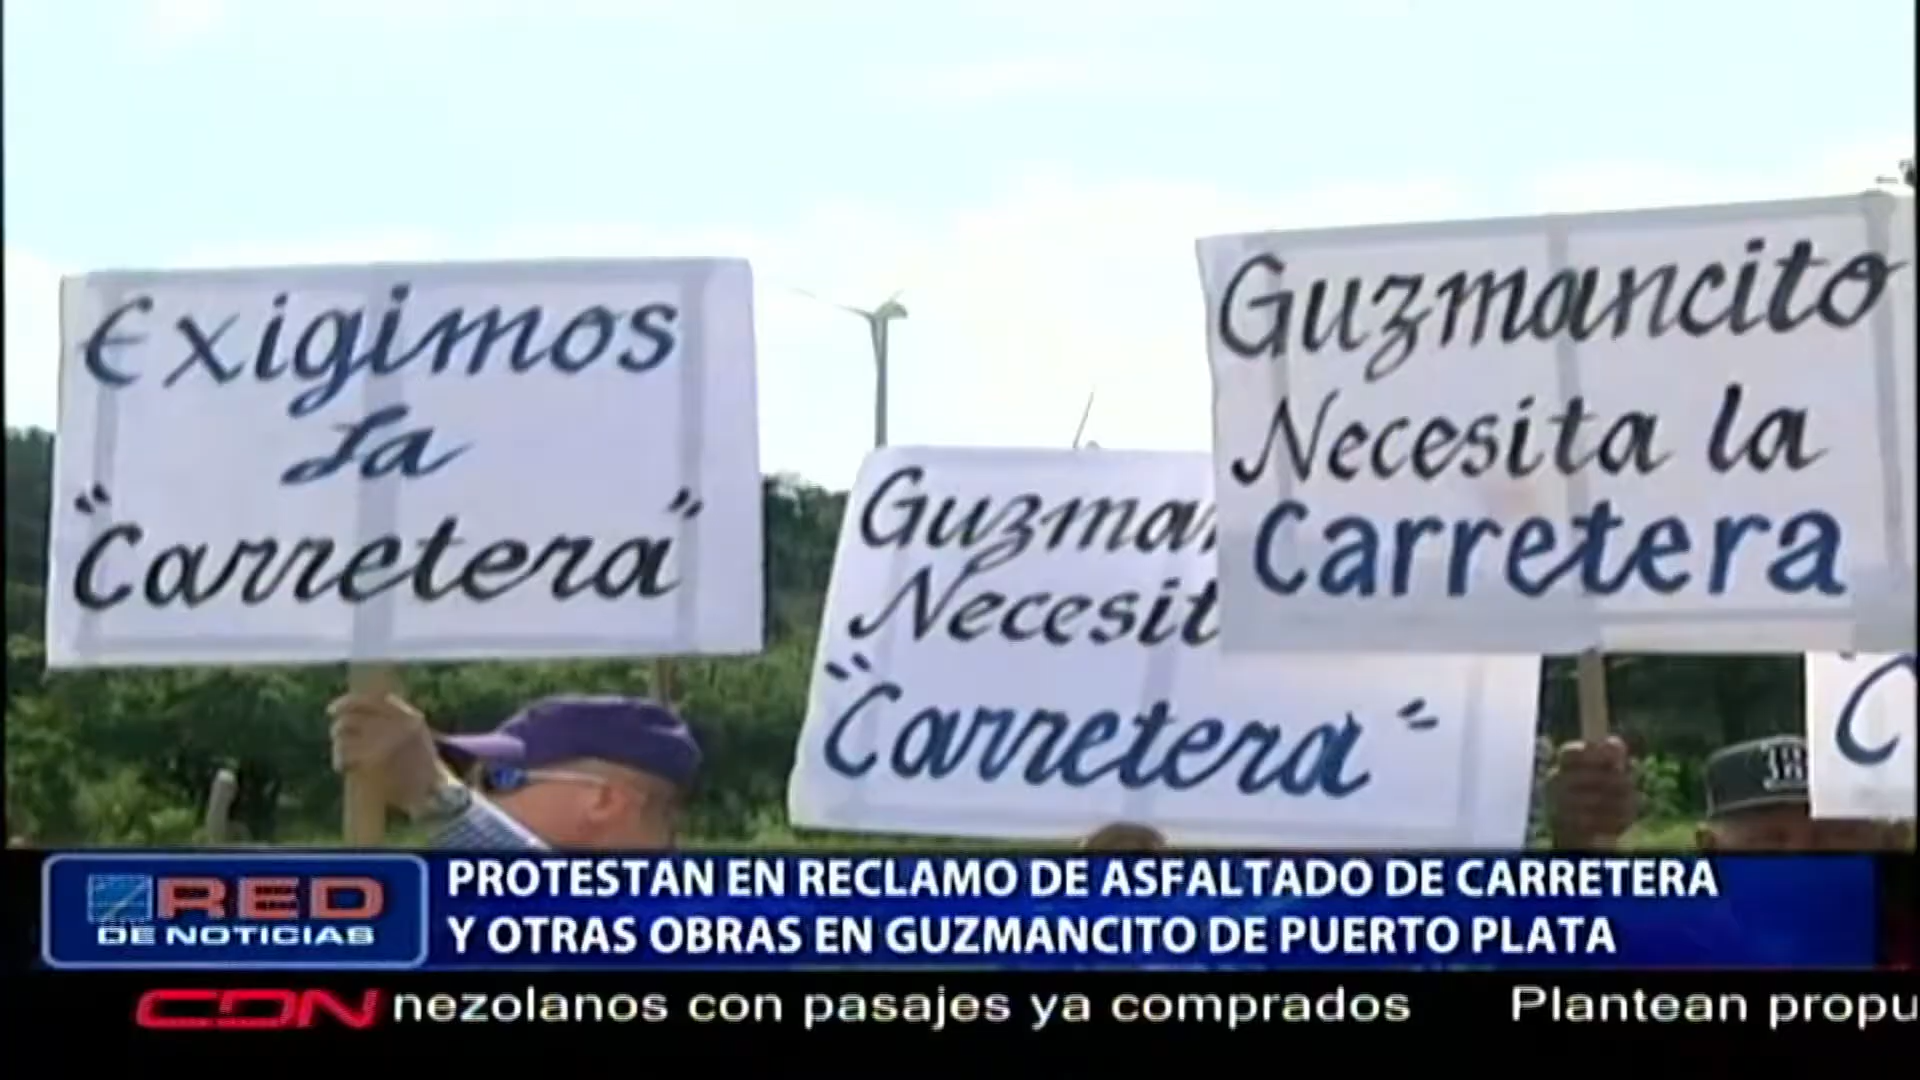 Exigimos
La
"Carretera"
Necesit
"Carretera"
Guzmancito
Necesita la
Carretera
RED
DE NOTICIAS
PROTESTAN EN RECLAMO DE ASFALTADO DE CARRETERA
Y OTRAS OBRAS EN GUZMANCITO DE PUERTO PLATA
CDN nezolanos con pasajes ya comprados Plantean propu